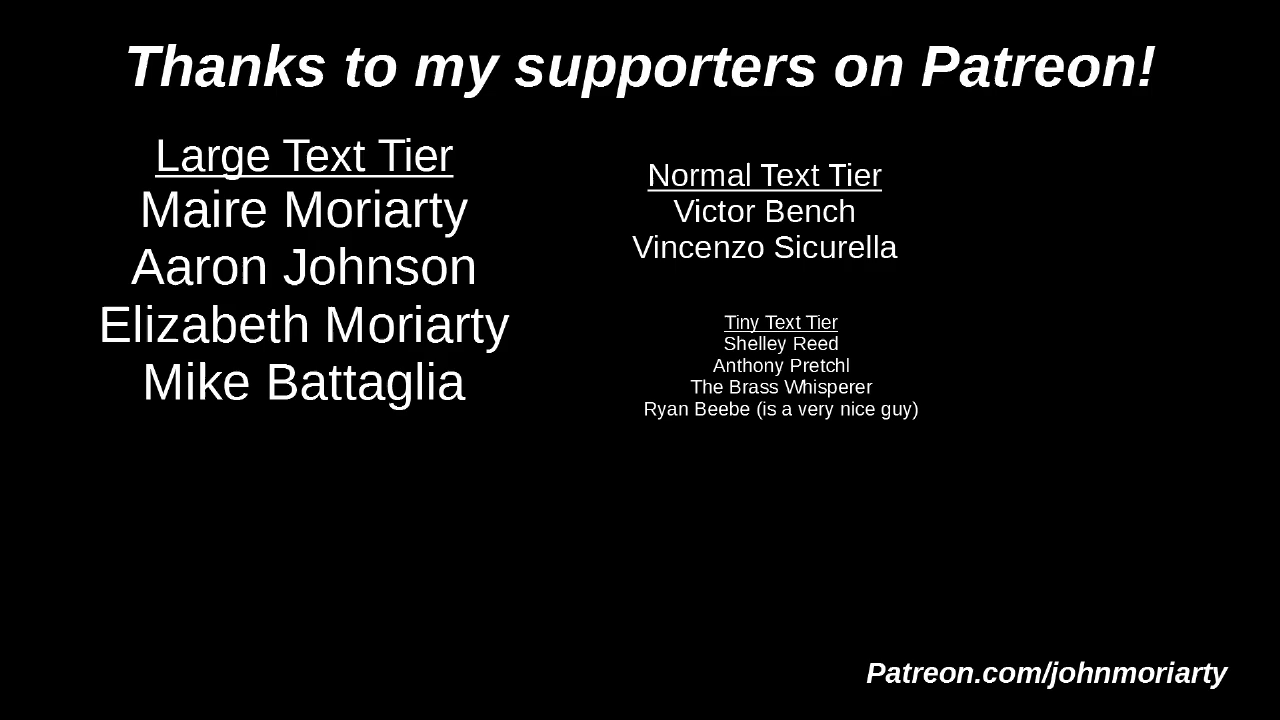 Thanks to my supporters on Patreon!
Large Text Tier
Maire Moriarty
Aaron Johnson
Elizabeth Moriarty
Mike Battaglia
Normal Text Tier
Victor Bench
Vincenzo Sicurella
Tiny Text Tier
Shelley Reed
Anthony Pretchl
The Brass Whisperer
Ryan Beebe (is a very nice guy)
Patreon.com/johnmoriarty